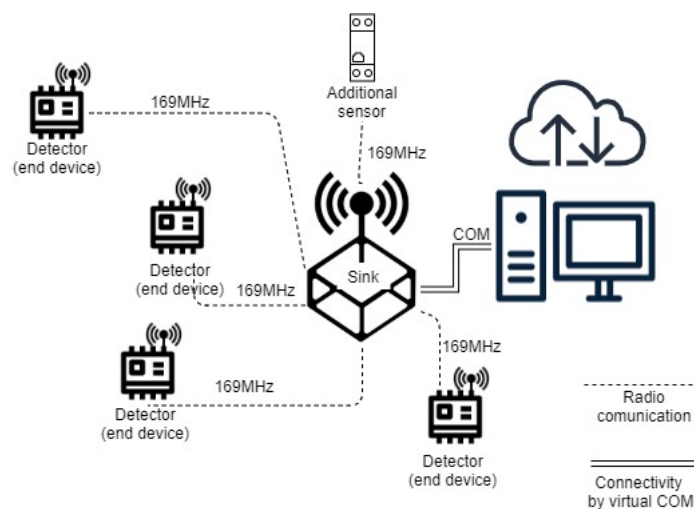 169MHz
Detector
(end device)
Additional
sensor
169MHz
COM
Detector
(end device)
Sink
169MHz
169MHz
Detector
(end device)
169MHz
Detector
(end device)
Radio
comunication
Connectivity
by virtual COM